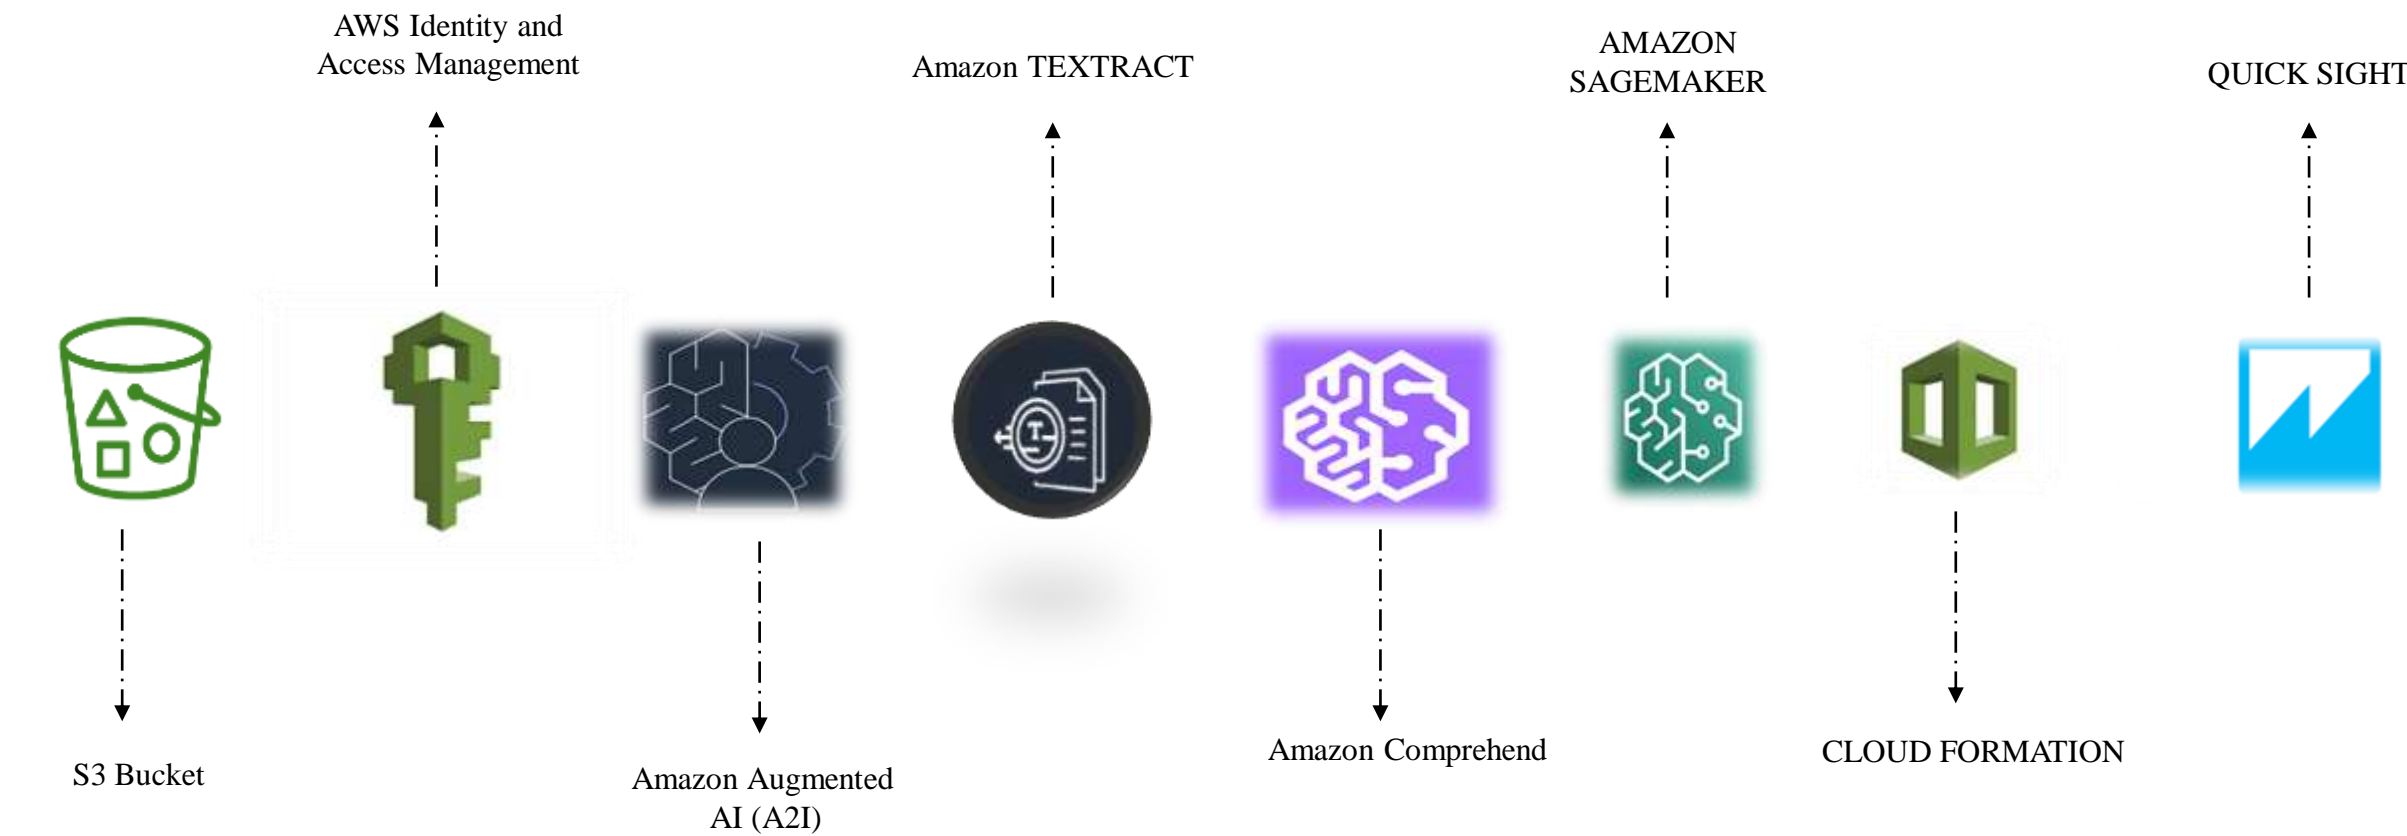 AWS Identity and
Access Management
Amazon TEXTRACT
AMAZON
SAGEMAKER
QUICK SIGHT
S3 Bucket
Amazon Augmented
AI (A2I)
Amazon Comprehend
CLOUD FORMATION